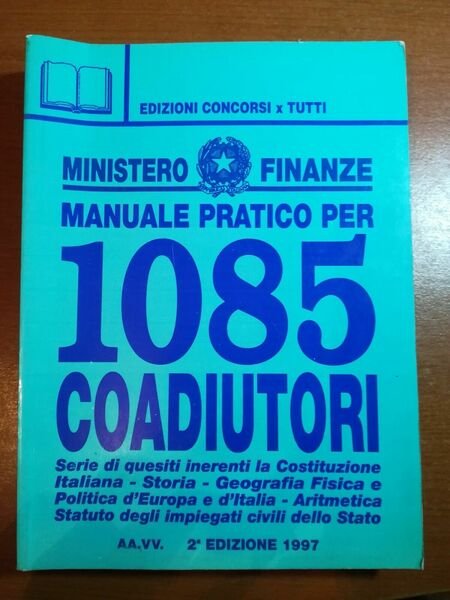 EDIZIONI CONCORSI x TUTTI
MINISTERO FINANZE
MANUALE PRATICO PER
1085
COADIUTORI
Serie di quesiti inerenti la Costituzione
Italiana - Storia - Geografia Fisica e
Politica d'Europa e d'Italia - Aritmetica
Statuto degli impiegati civili dello Stato
AA.VV. 2ª EDIZIONE 1997